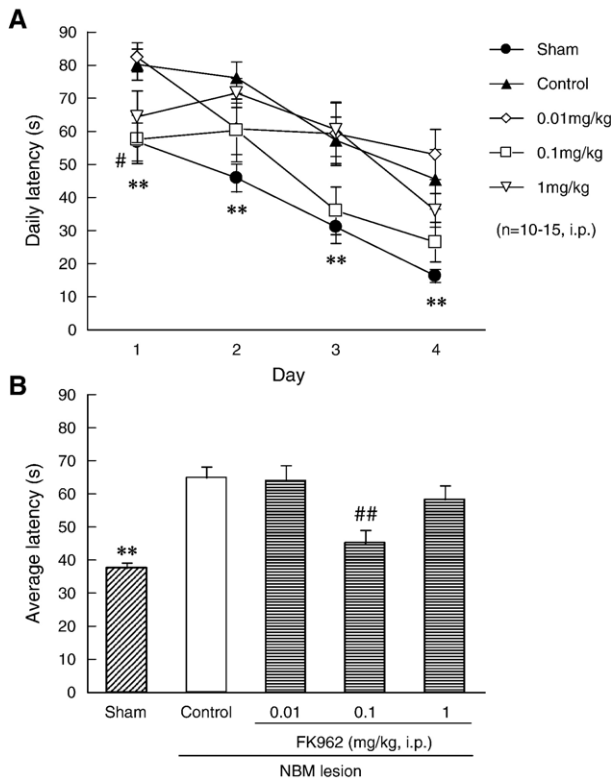 A
90
80
70
60
50
40
30
20
10
0
Daily latency (s)
#
**
**
**
**
1 2 3 4
Day
Sham
Control
0.01mg/kg
0.1mg/kg
1mg/kg
(n=10-15, i.p.)
B
90
80
70
60
50
40
30
20
10
0
Average latency (s)
**
##
Sham Control 0.01 0.1 1
FK962 (mg/kg, i.p.)
NBM lesion